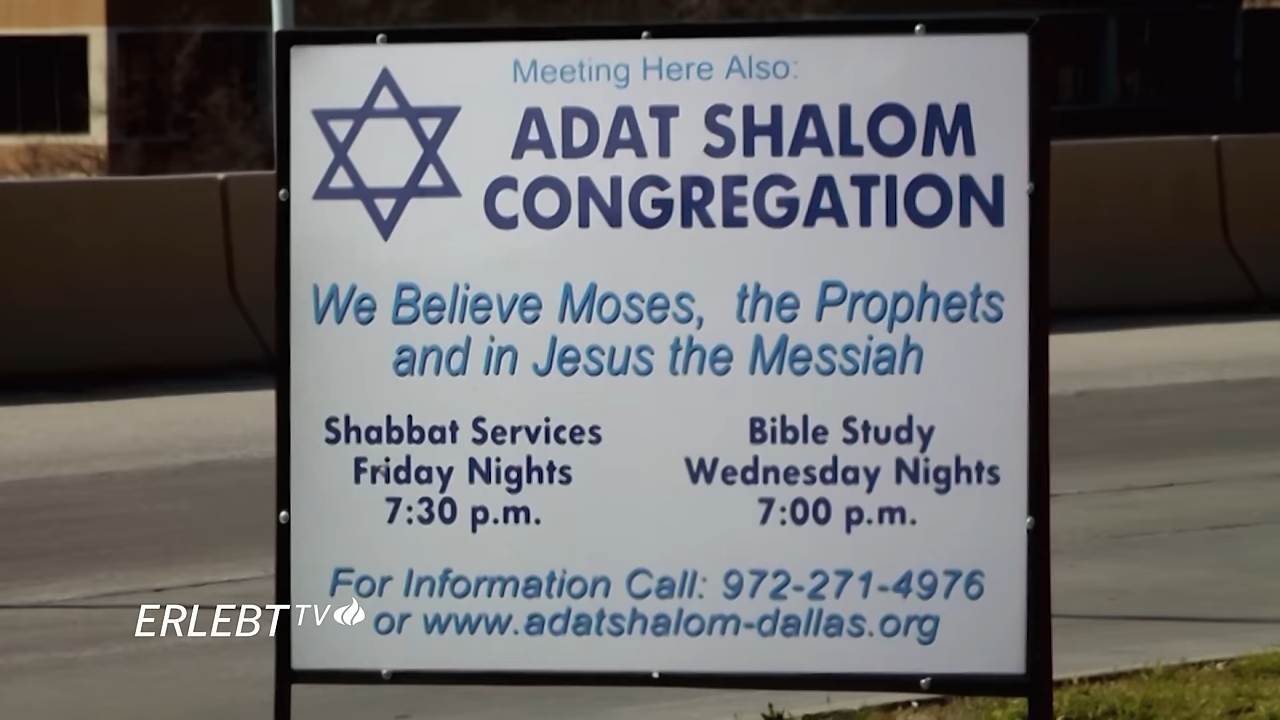 Meeting Here Also:
ADAT SHALOM
CONGREGATION
We Believe Moses, the Prophets
and in Jesus the Messiah
Shabbat Services
Friday Nights
7:30 p.m.
Bible Study
Wednesday Nights
7:00 p.m.
For Information Call: 972-271-4976
or www.adatshalom-dallas.org
ERLEBT TV